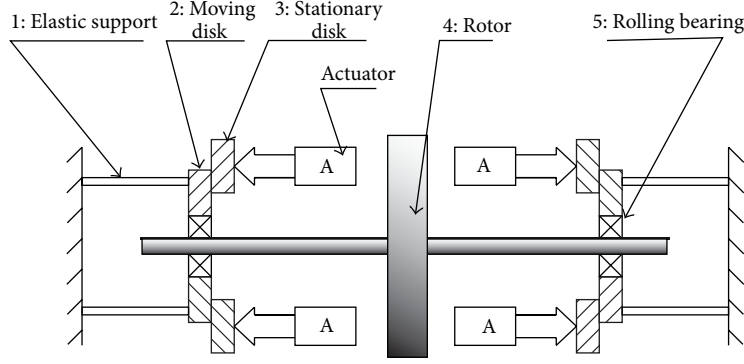 1: Elastic support
2: Moving
disk
3: Stationary
disk
Actuator
4: Rotor
5: Rolling bearing
A
A
A
A